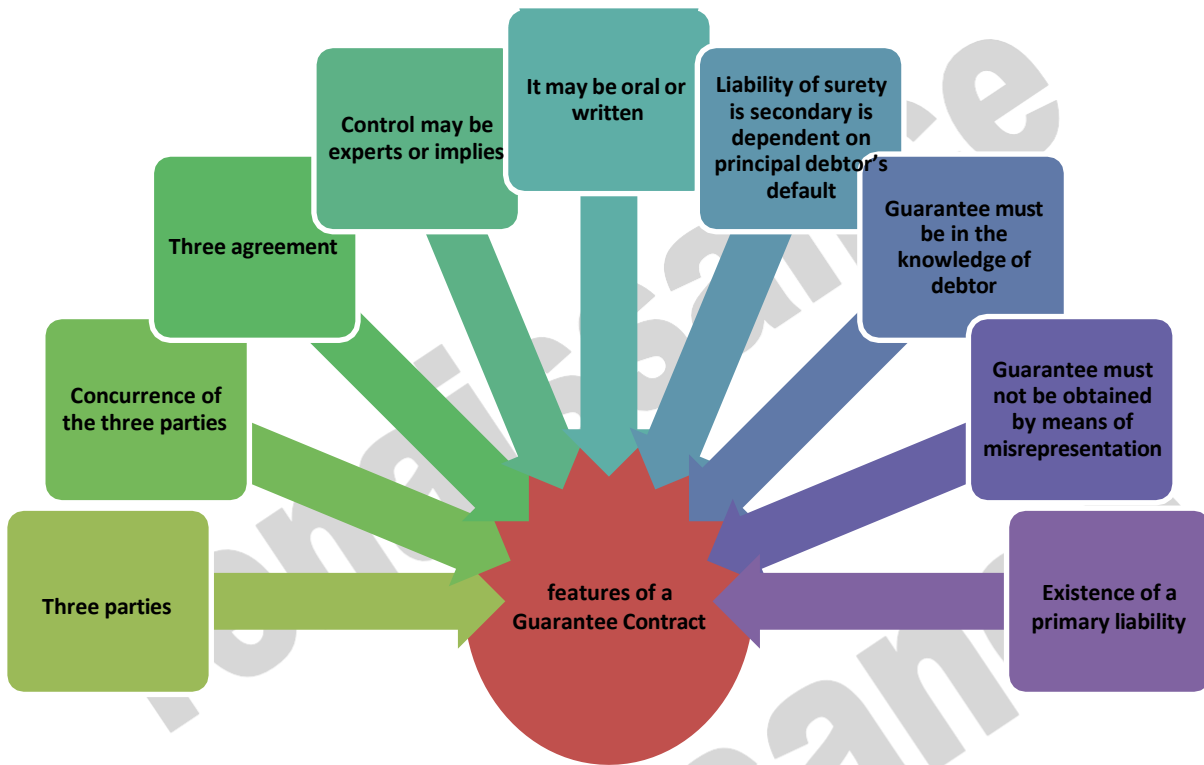 It may be oral or
written
Liability of surety
is secondary is
dependent on
principal debtor's
default
Control may be
experts or implies
Three agreement
Guarantee must
be in the
knowledge of
debtor
Concurrence of
the three parties
Guarantee must
not be obtained
by means of
misrepresentation
Three parties
features of a
Guarantee Contract
Existence of a
primary liability